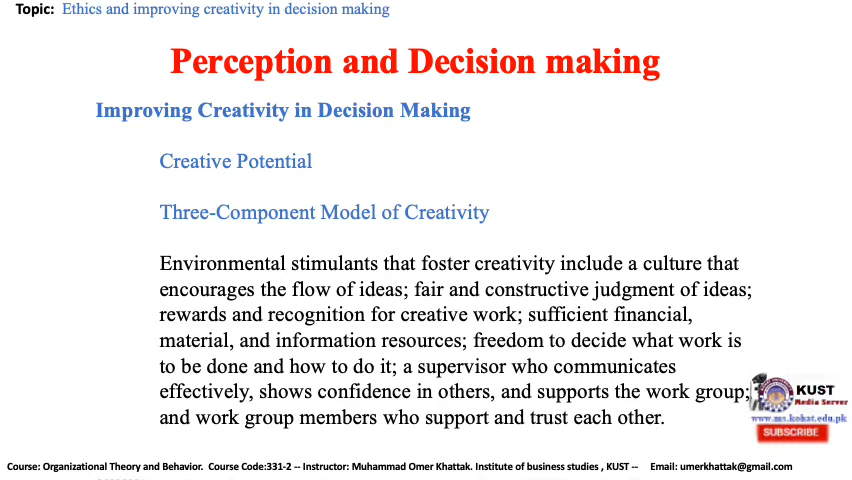 Topic: Ethics and improving creativity in decision making
Perception and Decision making
Improving Creativity in Decision Making
Creative Potential
Three-Component Model of Creativity
Environmental stimulants that foster creativity include a culture that
encourages the flow of ideas; fair and constructive judgment of ideas;
rewards and recognition for creative work; sufficient financial,
material, and information resources; freedom to decide what work is
to be done and how to do it; a supervisor who communicates
effectively, shows confidence in others, and supports the work group;
and work group members who support and trust each other.
KUST
Media Server
www.ms.kohat.edu.pk
SUBSCRIBE
Course: Organizational Theory and Behavior. Course Code:331-2 -- Instructor: Muhammad Omer Khattak. Institute of business studies , KUST -- Email: umerkhattak@gmail.com